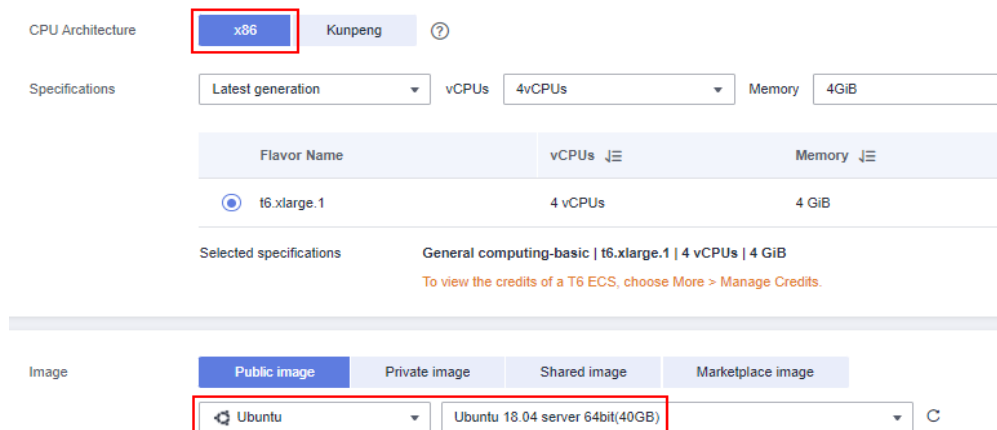 CPU Architecture x86 Kunpeng ?
Specifications Latest generation vCPUs 4vCPUs Memory 4GiB
Flavor Name vCPUs Memory
t6.xlarge.1 4 vCPUs 4 GiB
Selected specifications General computing-basic | t6.xlarge.1 | 4 vCPUs | 4 GiB
To view the credits of a T6 ECS, choose More > Manage Credits.
Image Public image Private image Shared image Marketplace image
Ubuntu Ubuntu 18.04 server 64bit(40GB)